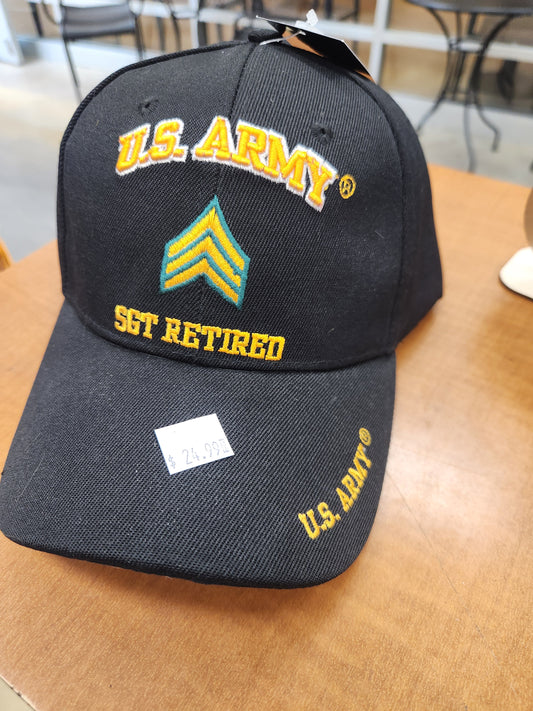 U.S. ARMY®
SGT RETIRED
$ 24.99
U.S. ARMY®